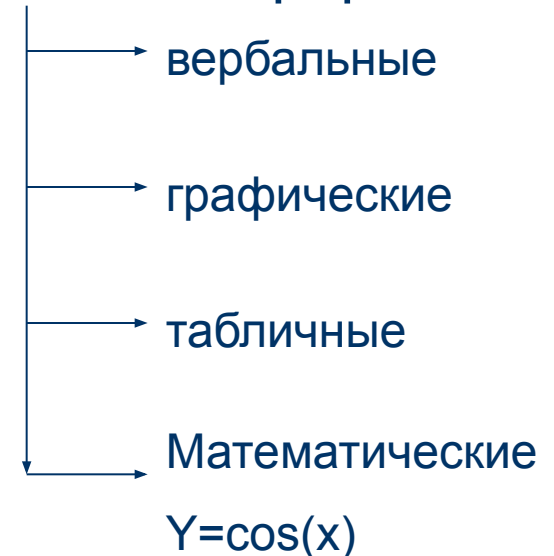 вербальные
графические
табличные
Математические
Y=cos(x)